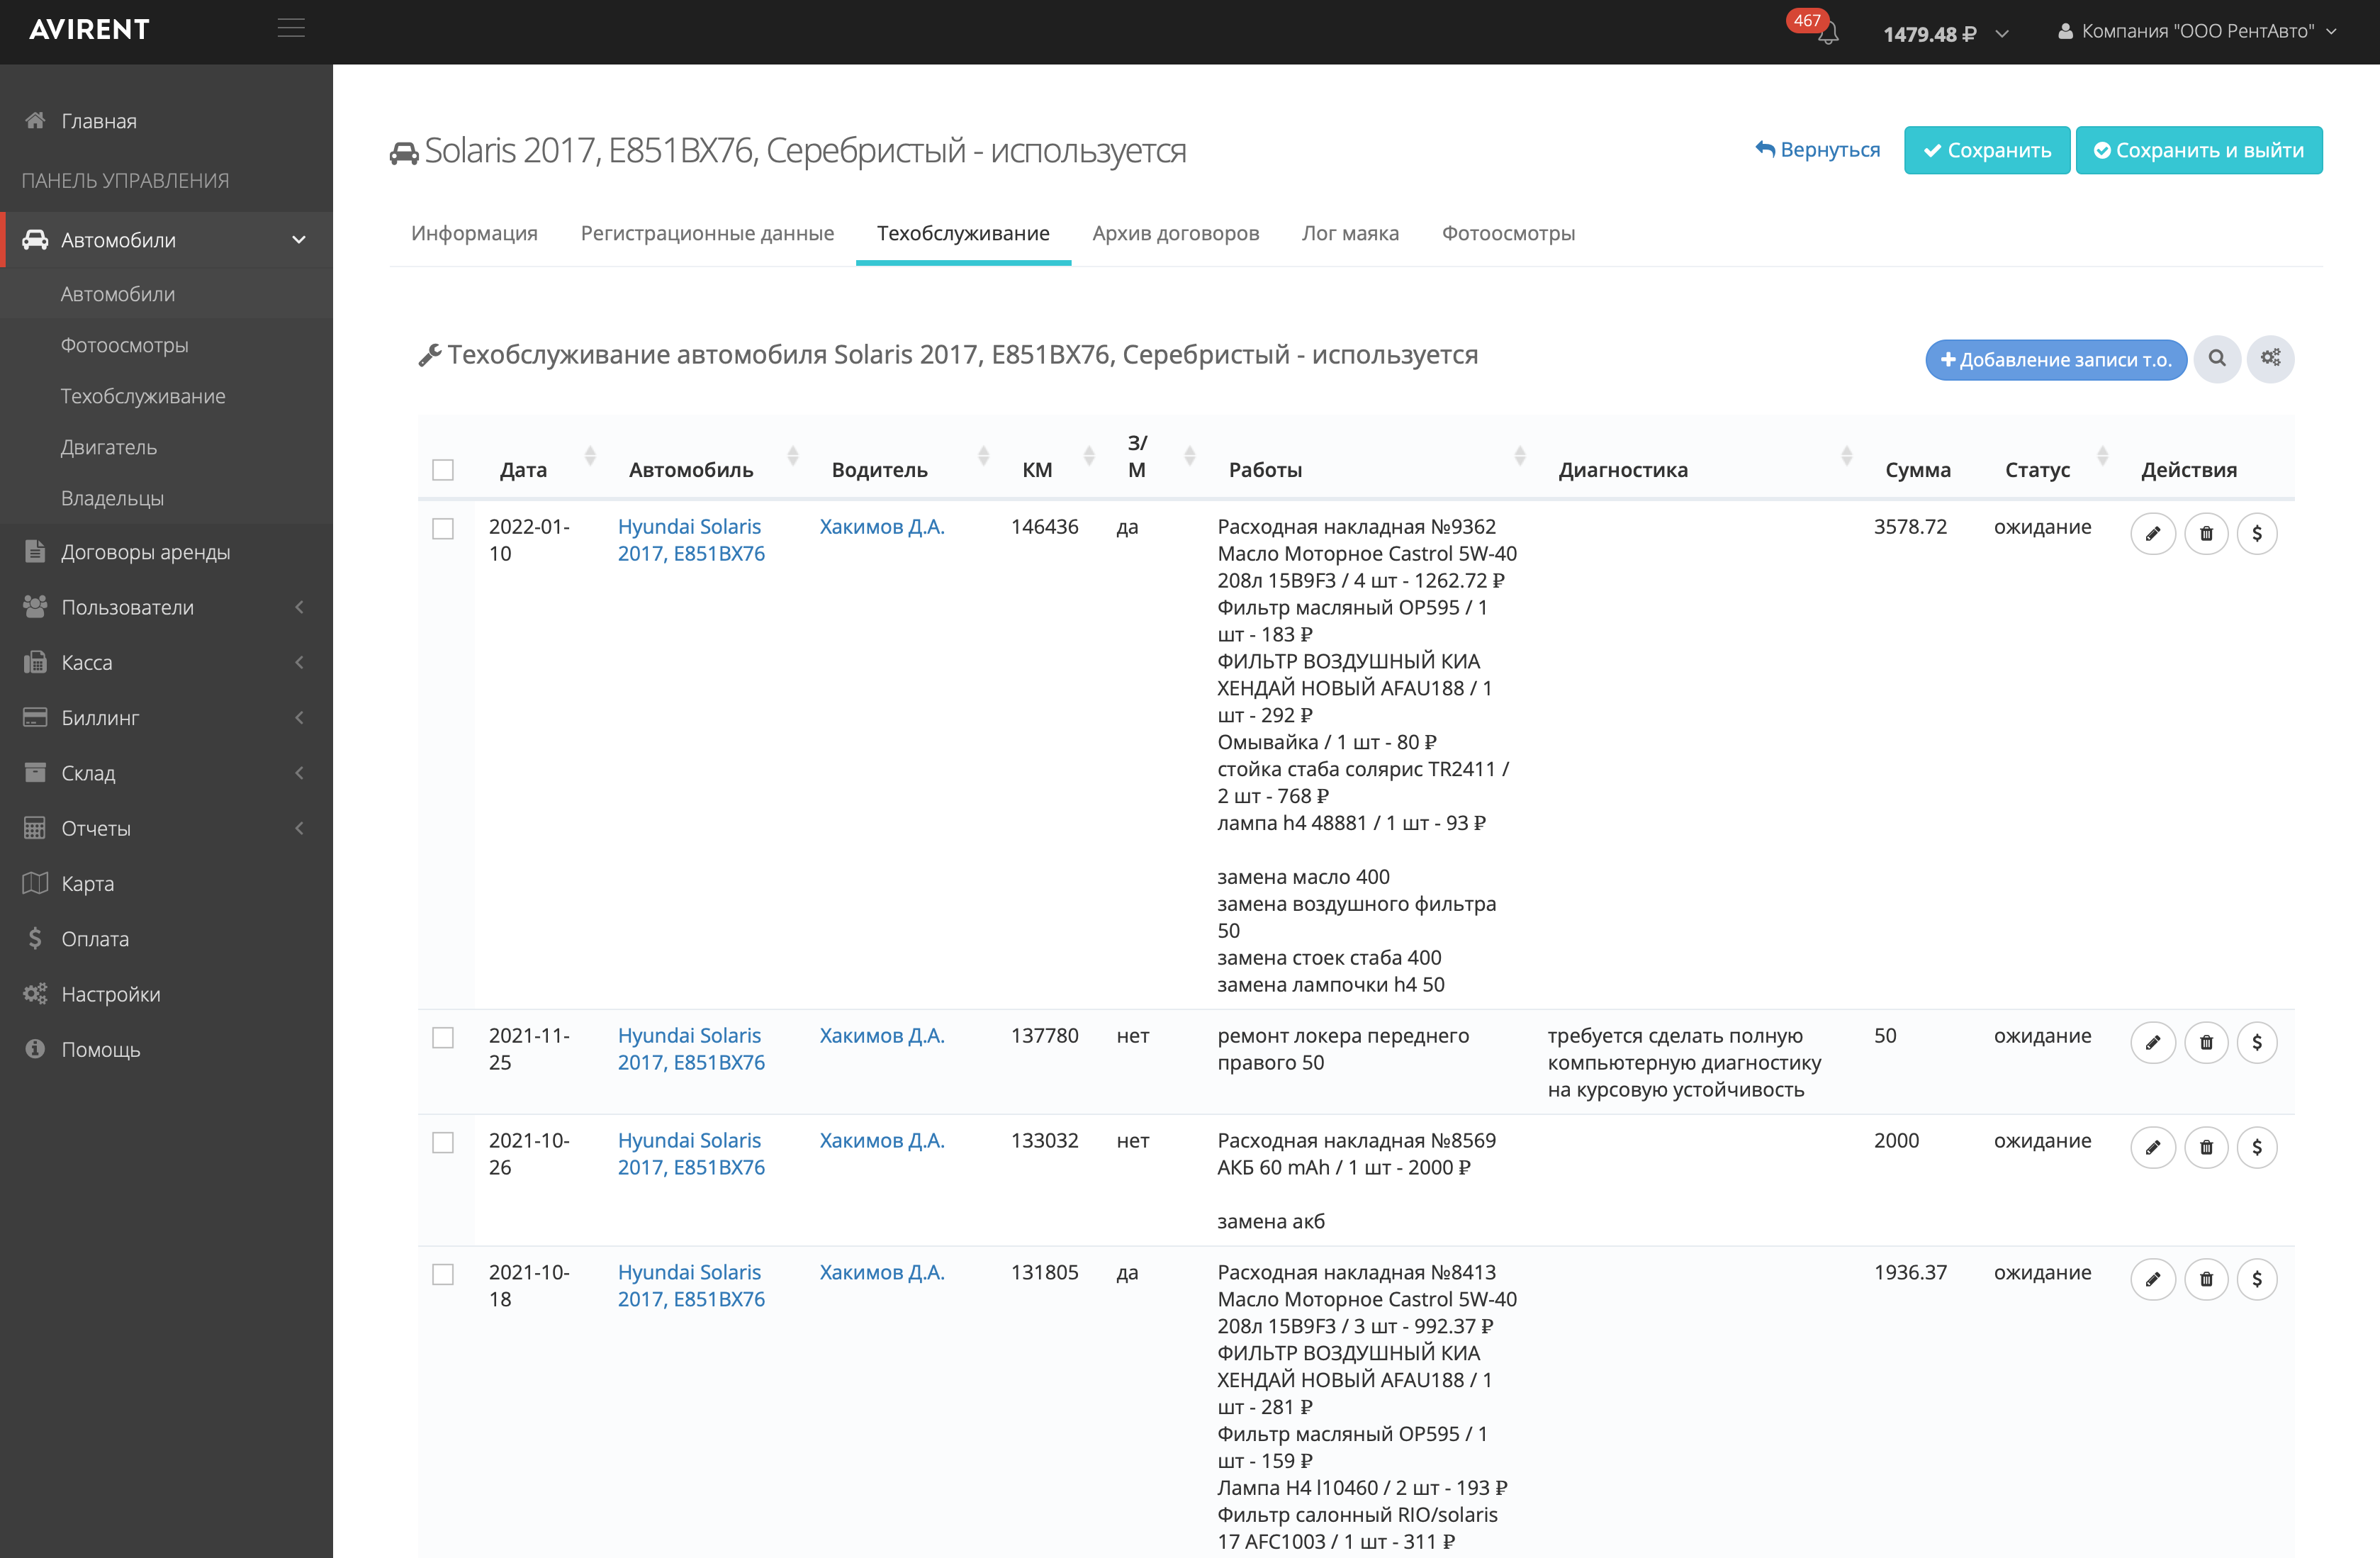 AVIRENT
467
1479.48 ₽
Компания "ООО РентАвто"
Главная
ПАНЕЛЬ УПРАВЛЕНИЯ
Автомобили
Автомобили
Фотоосмотры
Техобслуживание
Двигатель
Владельцы
Договоры аренды
Пользователи
Касса
Биллинг
Склад
Отчеты
Карта
Оплата
Настройки
Помощь
Solaris 2017, Е851ВХ76, Серебристый - используется
Вернуться
Сохранить
Сохранить и выйти
Информация
Регистрационные данные
Техобслуживание
Архив договоров
Лог маяка
Фотоосмотры
Техобслуживание автомобиля Solaris 2017, Е851ВХ76, Серебристый - используется
Добавление записи т.о.
Дата
Автомобиль
Водитель
КМ
З/
М
Работы
Диагностика
Сумма
Статус
Действия
2022-01-
10
Hyundai Solaris
2017, Е851ВХ76
Хакимов Д.А.
146436
да
Расходная накладная №9362
Масло Моторное Castrol 5W-40
208л 15B9F3 / 4 шт - 1262.72 ₽
Фильтр масляный OP595 / 1
шт - 183 ₽
ФИЛЬТР ВОЗДУШНЫЙ КИА
ХЕНДАЙ НОВЫЙ AFAU188 / 1
шт - 292 ₽
Омывайка / 1 шт - 80 ₽
стойка стаба солярис TR2411 /
2 шт - 768 ₽
лампа h4 48881 / 1 шт - 93 ₽
замена масло 400
замена воздушного фильтра
50
замена стоек стаба 400
замена лампочки h4 50
3578.72
ожидание
2021-11-
25
Hyundai Solaris
2017, Е851ВХ76
Хакимов Д.А.
137780
нет
ремонт локера переднего
правого 50
требуется сделать полную
компьютерную диагностику
на курсовую устойчивость
50
ожидание
2021-10-
26
Hyundai Solaris
2017, Е851ВХ76
Хакимов Д.А.
133032
нет
Расходная накладная №8569
АКБ 60 mAh / 1 шт - 2000 ₽
замена акб
2000
ожидание
2021-10-
18
Hyundai Solaris
2017, Е851ВХ76
Хакимов Д.А.
131805
да
Расходная накладная №8413
Масло Моторное Castrol 5W-40
208л 15B9F3 / 3 шт - 992.37 ₽
ФИЛЬТР ВОЗДУШНЫЙ КИА
ХЕНДАЙ НОВЫЙ AFAU188 / 1
шт - 281 ₽
Фильтр масляный OP595 / 1
шт - 159 ₽
Лампа H4 l10460 / 2 шт - 193 ₽
Фильтр салонный RIO/solaris
17 AFC1003 / 1 шт - 311 ₽
1936.37
ожидание